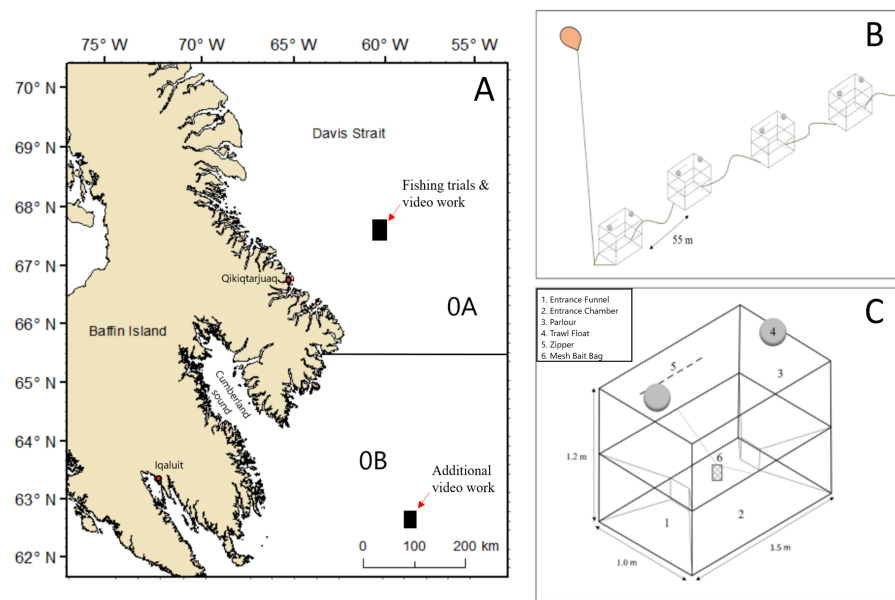 75° W 70° W 65° W 60° W 55° W
A
70° N
69° N
68° N
67° N
66° N
65° N
64° N
63° N
62° N
Davis Strait
Fishing trials &
video work
Qikiqtarjuaq
0A
Baffin Island
Cumberland
sound
0B
Iqaluit
Additional
video work
0 100 200 km
B
55 m
C
1. Entrance Funnel
2. Entrance Chamber
3. Parlour
4. Trawl Float
5. Zipper
6. Mesh Bait Bag
4
5
3
1.2 m
6
1
2
1.0 m
1.5 m